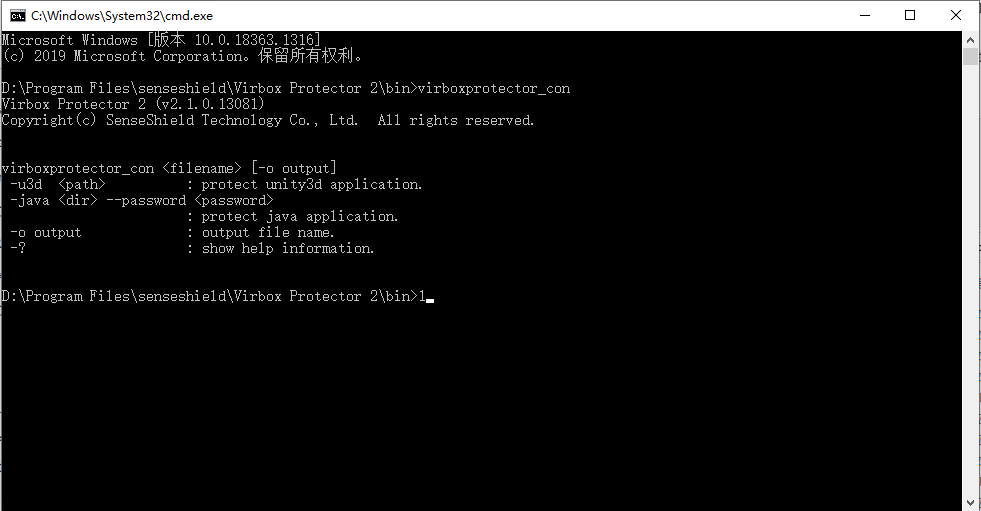 C:\Windows\System32\cmd.exe
Microsoft Windows [版本 10.0.18363.1316]
(c) 2019 Microsoft Corporation。保留所有权利。
D:\Program Files\senseshield\Virbox Protector 2\bin>virboxprotector_con
Virbox Protector 2 (v2.1.0.13081)
Copyright(c) SenseShield Technology Co., Ltd.  All rights reserved.
virboxprotector_con <filename> [-o output]
 -u3d  <path>          : protect unity3d application.
 -java <dir> --password <password>
                       : protect java application.
 -o output             : output file name.
 -?                    : show help information.
D:\Program Files\senseshield\Virbox Protector 2\bin>1